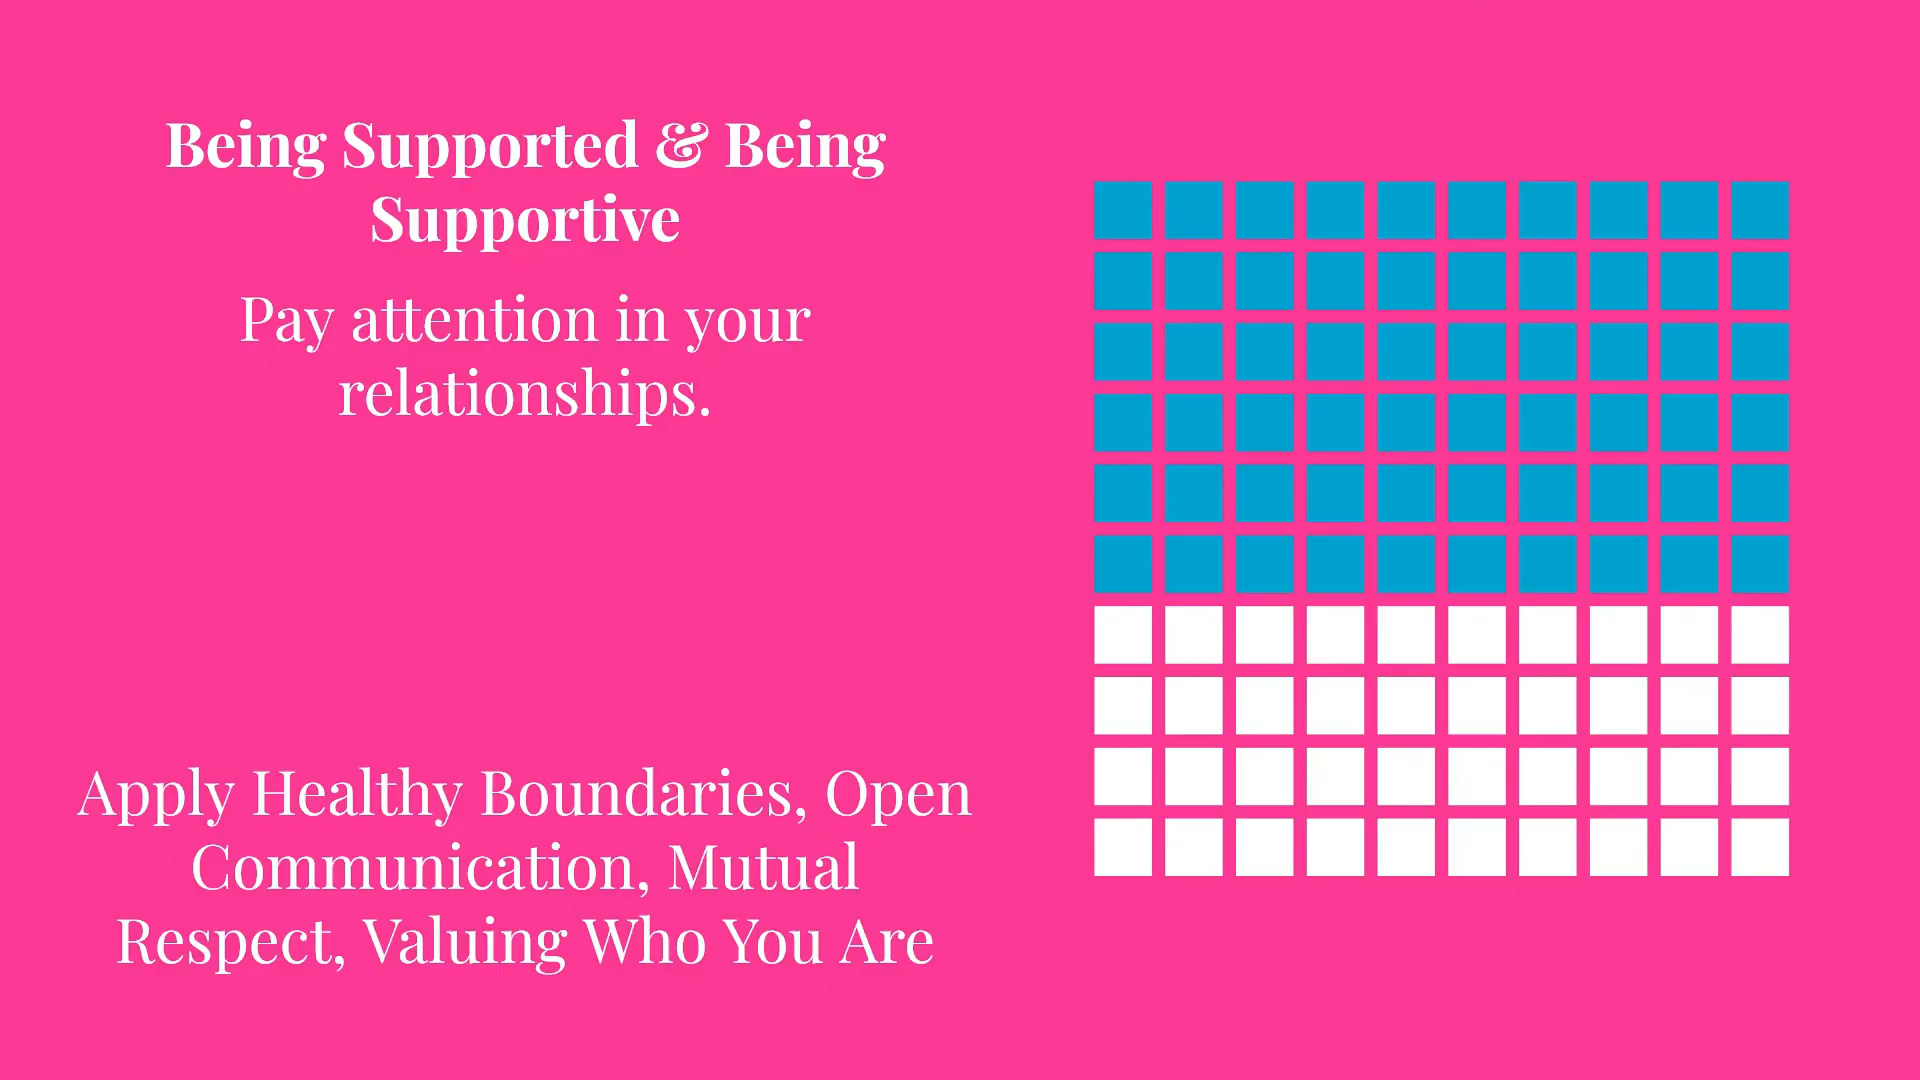 Being Supported & Being
Supportive
Pay attention in your
relationships.
Apply Healthy Boundaries, Open
Communication, Mutual
Respect, Valuing Who You Are